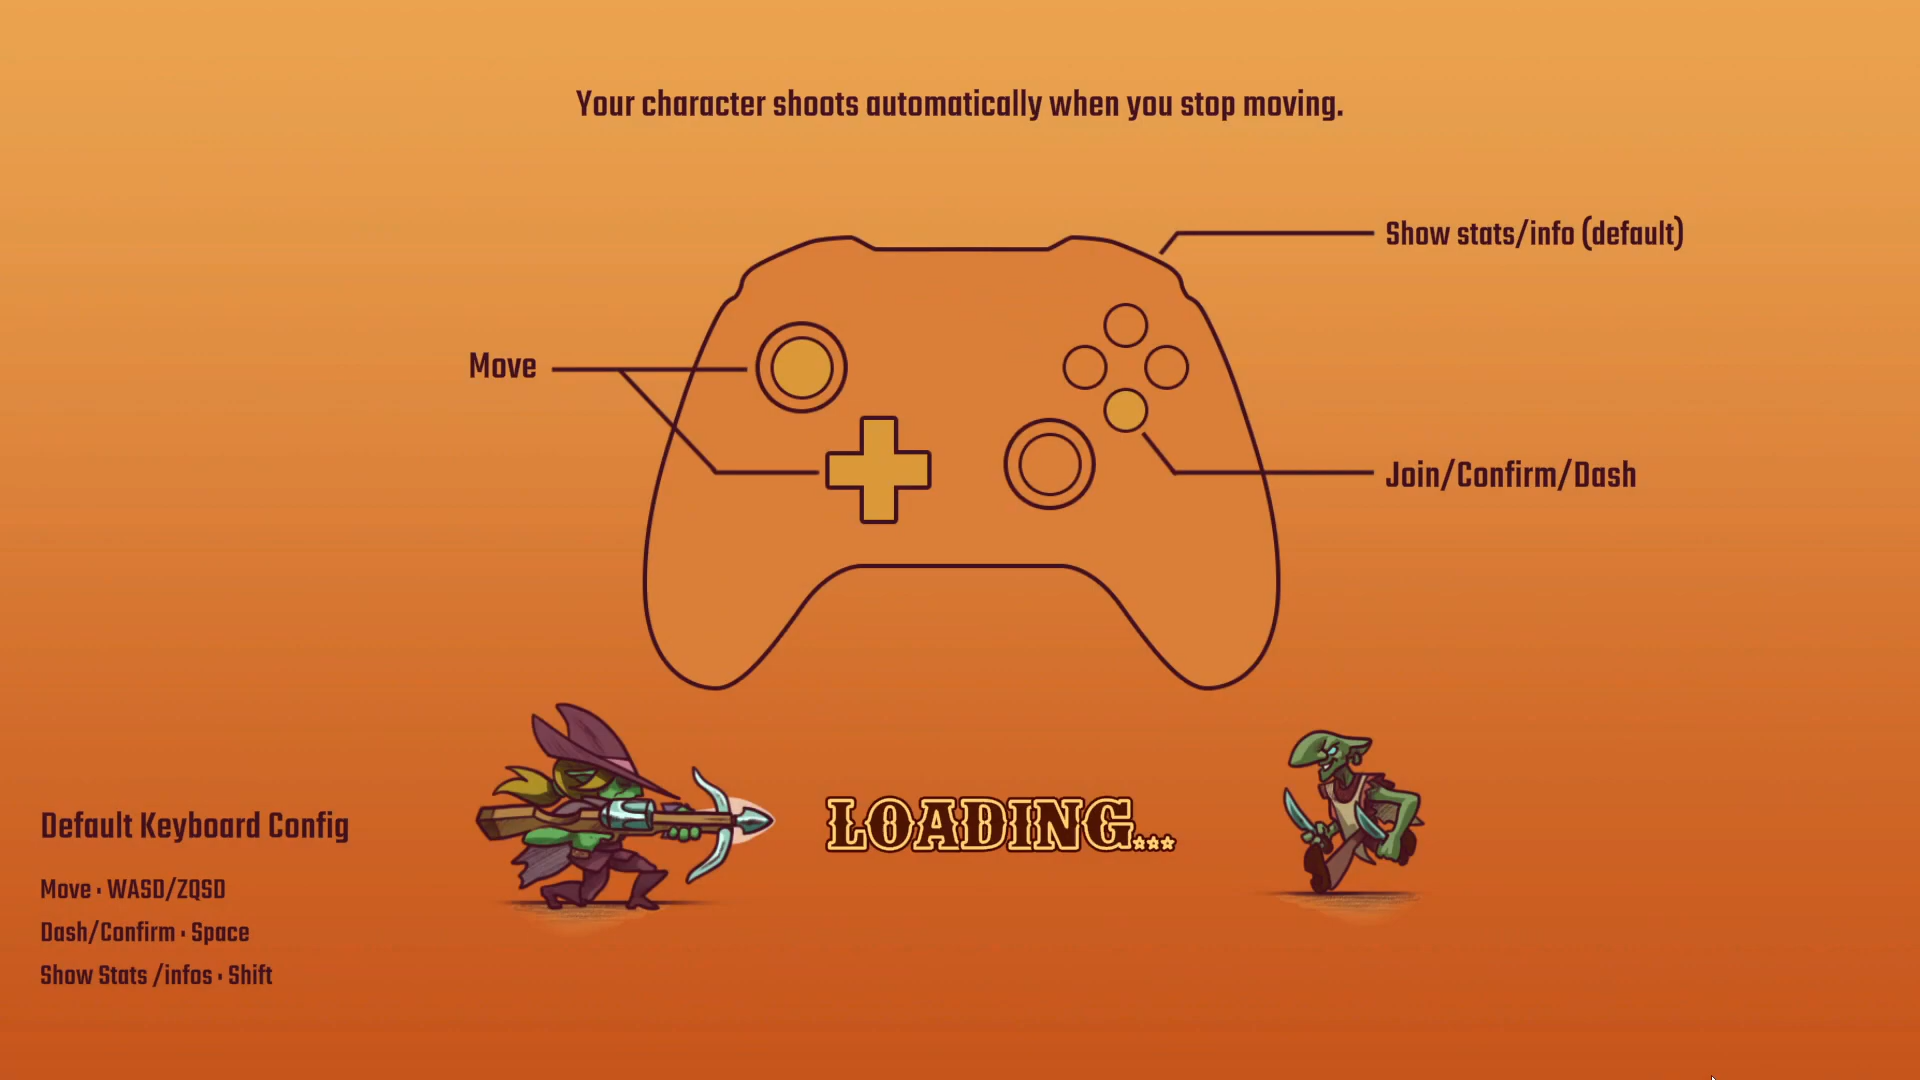 Your character shoots automatically when you stop moving.
Show stats/info (default)
Move
Join/Confirm/Dash
LOADING...
Default Keyboard Config
Move • WASD/ZQSD
Dash/Confirm • Space
Show Stats /infos • Shift